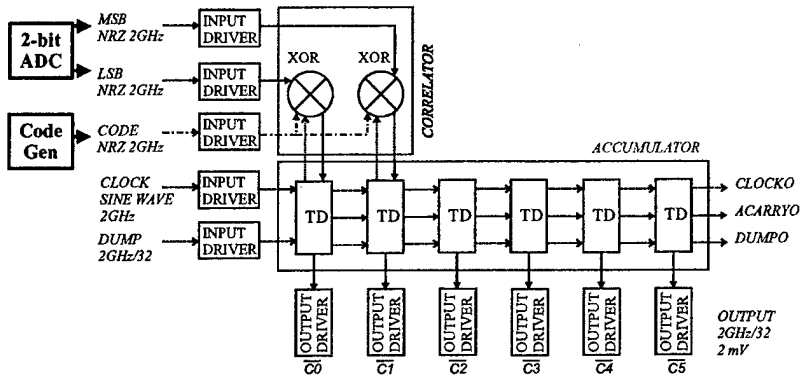 2-bit
ADC
MSB
NRZ 2GHz
INPUT
DRIVER
LSB
NRZ 2GHz
INPUT
DRIVER
XOR
XOR
CORRELATOR
Code
Gen
CODE
NRZ 2GHz
INPUT
DRIVER
ACCUMULATOR
CLOCK
SINE WAVE
2GHz
INPUT
DRIVER
DUMP
2GHz/32
INPUT
DRIVER
TD
TD
TD
TD
TD
TD
CLOCKO
ACARRYO
DUMPO
OUTPUT
DRIVER
OUTPUT
DRIVER
OUTPUT
DRIVER
OUTPUT
DRIVER
OUTPUT
DRIVER
OUTPUT
DRIVER
C0
C1
C2
C3
C4
C5
OUTPUT
2GHz/32
2 mV